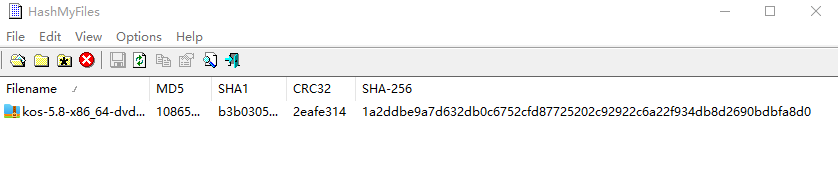 HashMyFiles
File Edit View Options Help
Filename MD5 SHA1 CRC32 SHA-256
kos-5.8-x86_64-dvd... 10865... b3b0305... 2eafe314 1a2ddbe9a7d632db0c6752cfd87725202c92922c6a22f934db8d2690bdbfa8d0